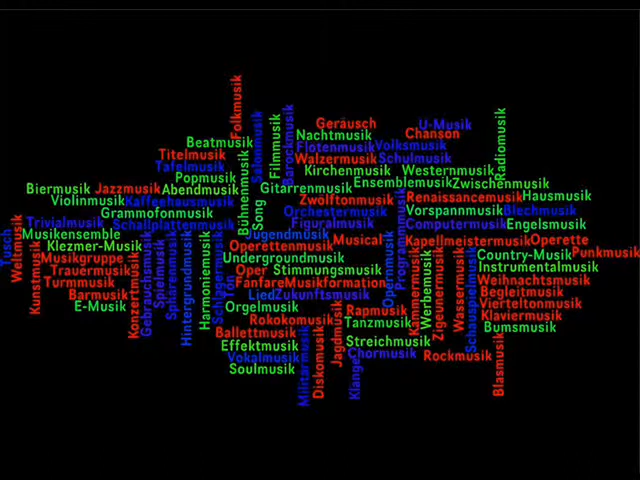 Folkmusik
Salonmusik
Filmmusik
Barockmusik
Geräusch
U-Musik
Chanson
Radiomusik
Beatmusik
Nachtmusik
Titelmusik
Flötenmusik
Volksmusik
Tafelmusik
Walzermusik
Schulmusik
Popmusik
Bühnenmusik
Kirchenmusik
Westernmusik
Biermusik
Jazzmusik
Abendmusik
Gitarrenmusik
Ensemblemusik
Zwischenmusik
Violinmusik
Kaffeehausmusik
Song
Zwölftonmusik
Programmmusik
Renaissancemusik
Hausmusik
Grammofonmusik
Orchestermusik
Vorspannmusik
Blechmusik
Trivialmusik
Schallplattenmusik
Figuralmusik
Computermusik
Engelsmusik
Tusch
Weltmusik
Musikensemble
Jugendmusik
Kunstmusik
Klezmer-Musik
Operettenmusik
Musical
Kapellmeistermusik
Operette
Musikgruppe
Undergroundmusik
Country-Musik
Punkmusik
Trauermusik
Oper
Stimmungsmusik
Instrumentalmusik
Turmmusik
Ton
Fanfare
Musikformation
Weihnachtsmusik
Barmusik
Lied
Zukunftsmusik
Begleitmusik
E-Musik
Orgelmusik
Rapmusik
Vierteltonmusik
Konzertmusik
Gebrauchsmusik
Spielmusik
Sphärenmusik
Hintergrundmusik
Harmoniemusik
Schlagermusik
Opernmusik
Kammermusik
Werbemusik
Zigeunermusik
Wassermusik
Schauspielmusik
Rokokomusik
Tanzmusik
Klaviermusik
Ballettmusik
Bumsmusik
Effektmusik
Streichmusik
Vokalmusik
Chormusik
Rockmusik
Soulmusik
Militärmusik
Diskomusik
Jagdmusik
Klänge
Blasmusik